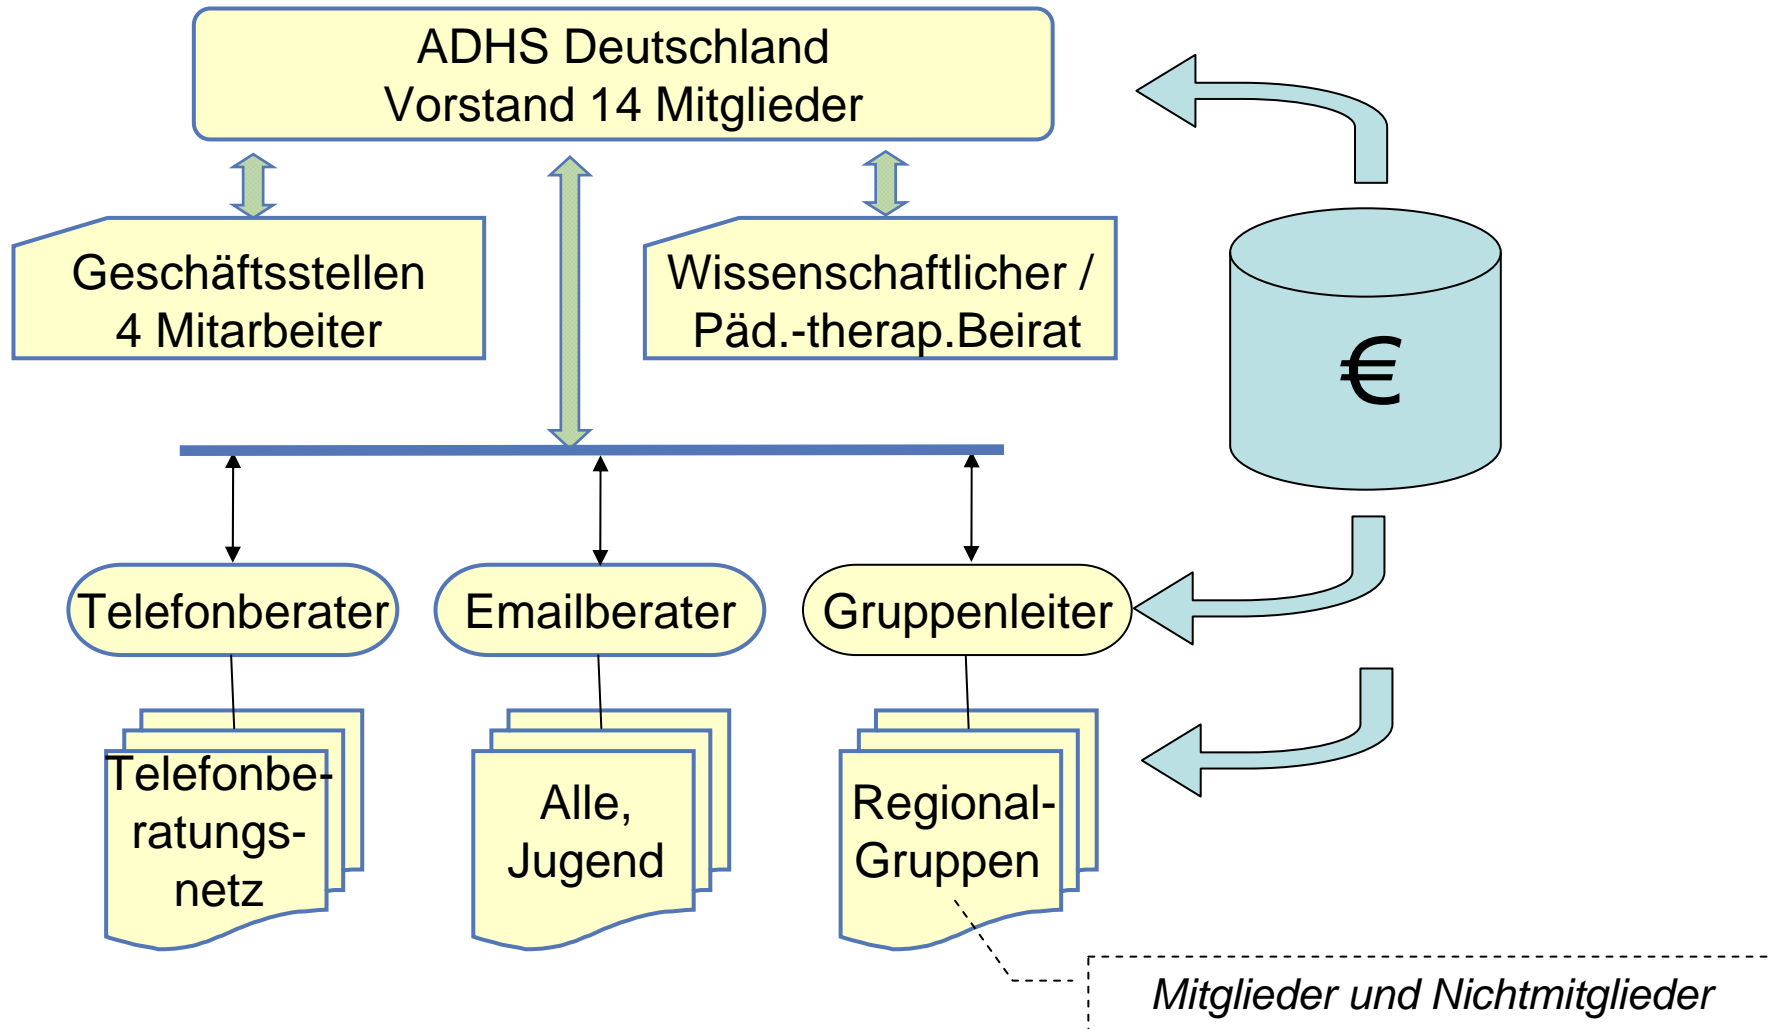 ADHS Deutschland
Vorstand 14 Mitglieder
Geschäftsstellen
4 Mitarbeiter
Wissenschaftlicher /
Päd.-therap.Beirat
€
Telefonberater
Emailberater
Gruppenleiter
Telefonbe-
ratungs-
netz
Alle,
Jugend
Regional-
Gruppen
Mitglieder und Nichtmitglieder